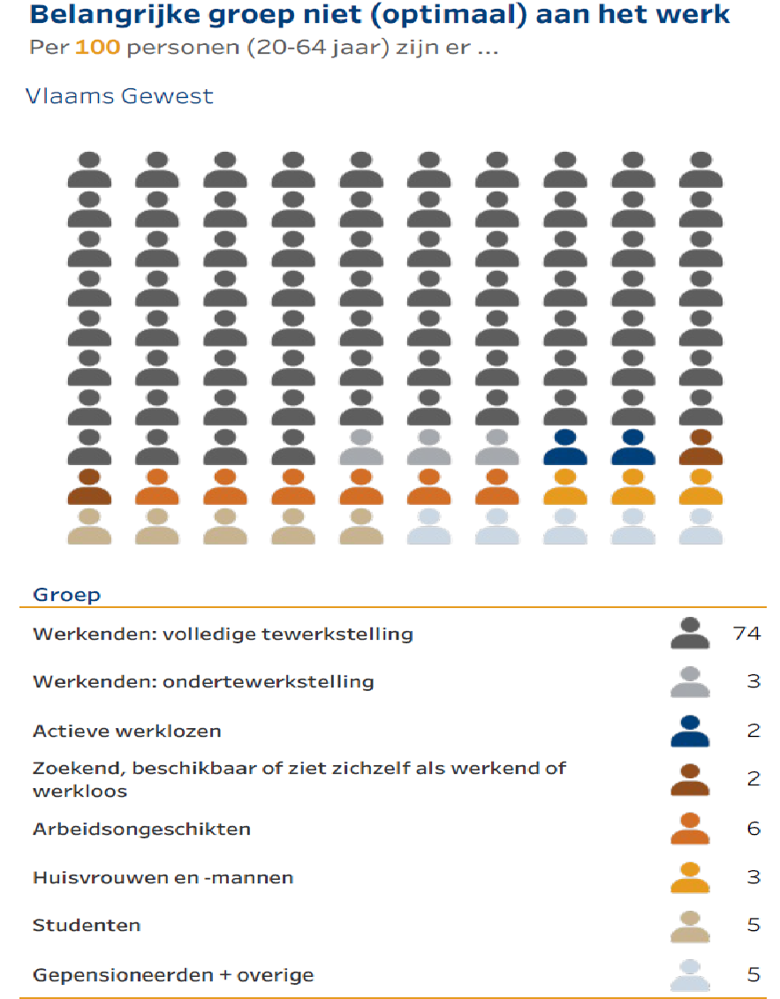 Belangrijke groep niet (optimaal) aan het werk
Per 100 personen (20-64 jaar) zijn er ...
Vlaams Gewest
Groep
Werkenden: volledige tewerkstelling 74
Werkenden: ondertewerkstelling 3
Actieve werklozen 2
Zoekend, beschikbaar of ziet zichzelf als werkend of
werkloos 2
Arbeidsongeschikten 6
Huisvrouwen en -mannen 3
Studenten 5
Gepensioneerden + overige 5